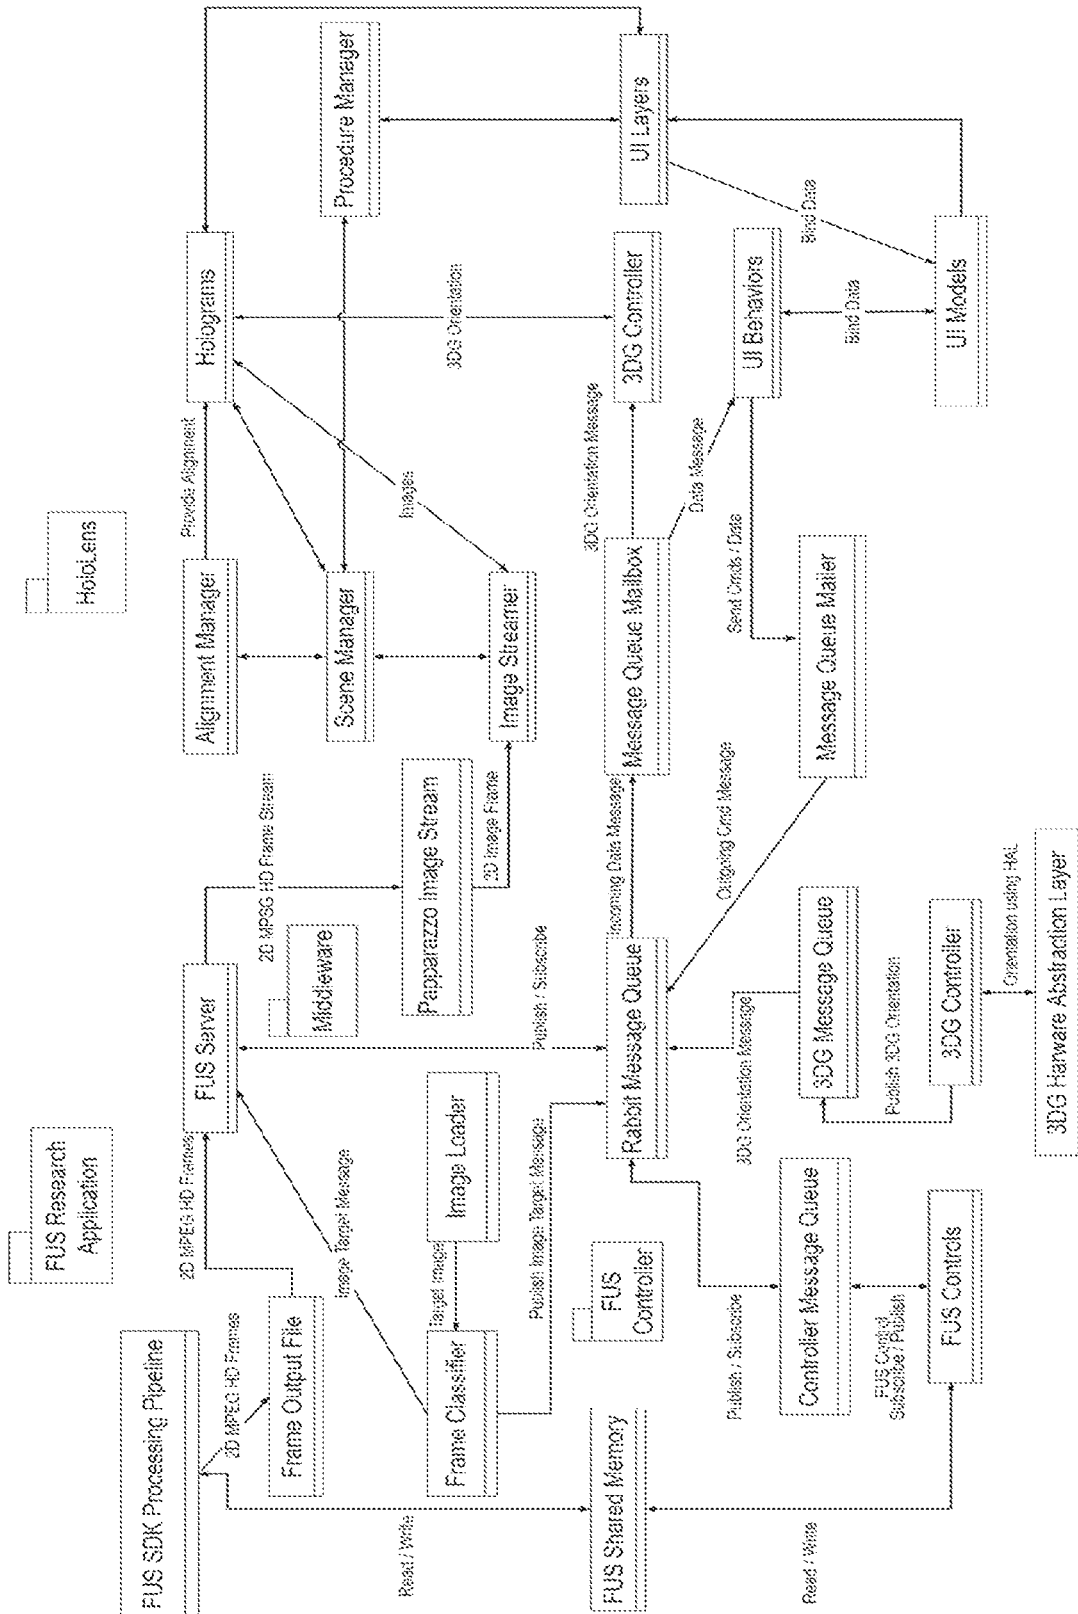 FUS SDK Processing Pipeline
FUS Research
Application
HoloLens
2D MPEG HD Frames
2D MPEG HD Frames
Frame Output File
FUS Server
2D MPSG HD Frame Stream
Alignment Manager
Provide Alignment
Holograms
Procedure Manager
Middleware
Scene Manager
Read / Write
Image Target Message
Frame Classifier
Target Image
Image Loader
Papparazzo Image Stream
2D Image Frame
Image Streamer
Images
3DG Orientation
Publish / Subscribe
Publish Image Target Message
FUS
Controller
FUS Shared Memory
Rabbit Message Queue
Incoming Data Message
Message Queue Mailbox
3DG Orientation Message
3DG Controller
UI Layers
Data Message
Bind Data
Outgoing Cmd Message
Send Cmds / Data
UI Behaviors
Publish / Subscribe
3DG Orientation Message
Controller Message Queue
3DG Message Queue
Message Queue Mailer
Read / Write
FUS Control
Subscribe / Publish
Publish 3DG Orientation
Bind Data
FUS Controls
3DG Controller
UI Models
Orientation using HAL
3DG Harware Abstraction Layer